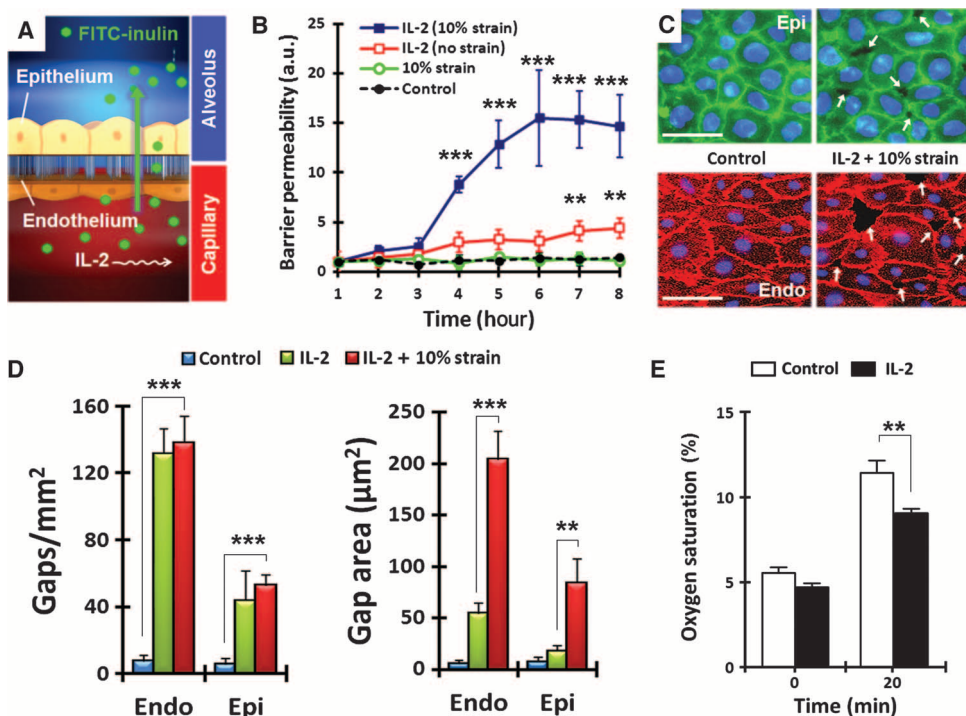 A
FITC-inulin
Epithelium
Endothelium
IL-2
Alveolus
Capillary
B
IL-2 (10% strain)
IL-2 (no strain)
10% strain
Control
Barrier permeability (a.u.)
25
20
15
10
5
0
***
***
***
***
***
**
**
1 2 3 4 5 6 7 8
Time (hour)
C
Epi
Control
IL-2 + 10% strain
Endo
D
Control IL-2 IL-2 + 10% strain
Gaps/mm²
160
120
80
40
0
***
***
Endo Epi
Gap area (μm²)
250
200
150
100
50
0
***
**
Endo Epi
E
Control IL-2
Oxygen saturation (%)
15
10
5
0
**
0 20
Time (min)